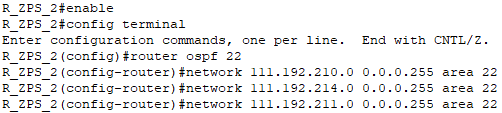 R_ZPS_2#enable
R_ZPS_2#config terminal
Enter configuration commands, one per line.  End with CNTL/Z.
R_ZPS_2(config)#router ospf 22
R_ZPS_2(config-router)#network 111.192.210.0 0.0.0.255 area 22
R_ZPS_2(config-router)#network 111.192.214.0 0.0.0.255 area 22
R_ZPS_2(config-router)#network 111.192.211.0 0.0.0.255 area 22